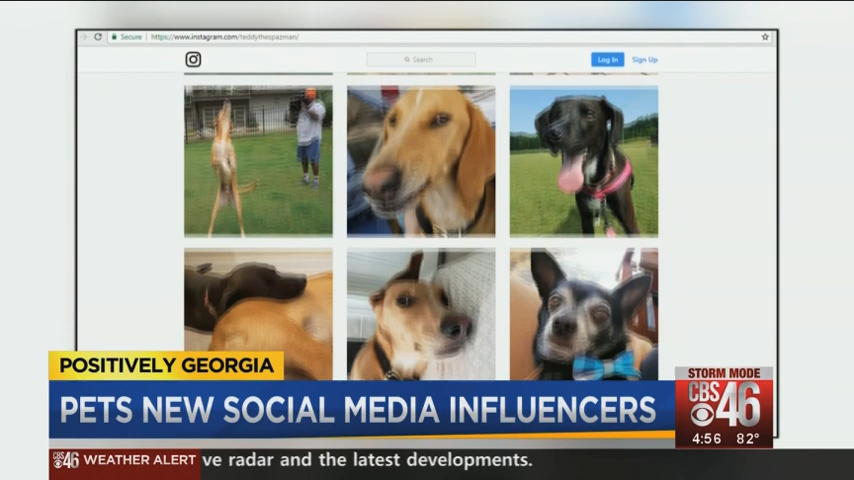 Secure https://www.instagram.com/teddythespazman/
Search
Log In Sign Up
POSITIVELY GEORGIA
PETS NEW SOCIAL MEDIA INFLUENCERS
STORM MODE
CBS 46
4:56 82°
CBS 46 WEATHER ALERT ve radar and the latest developments.